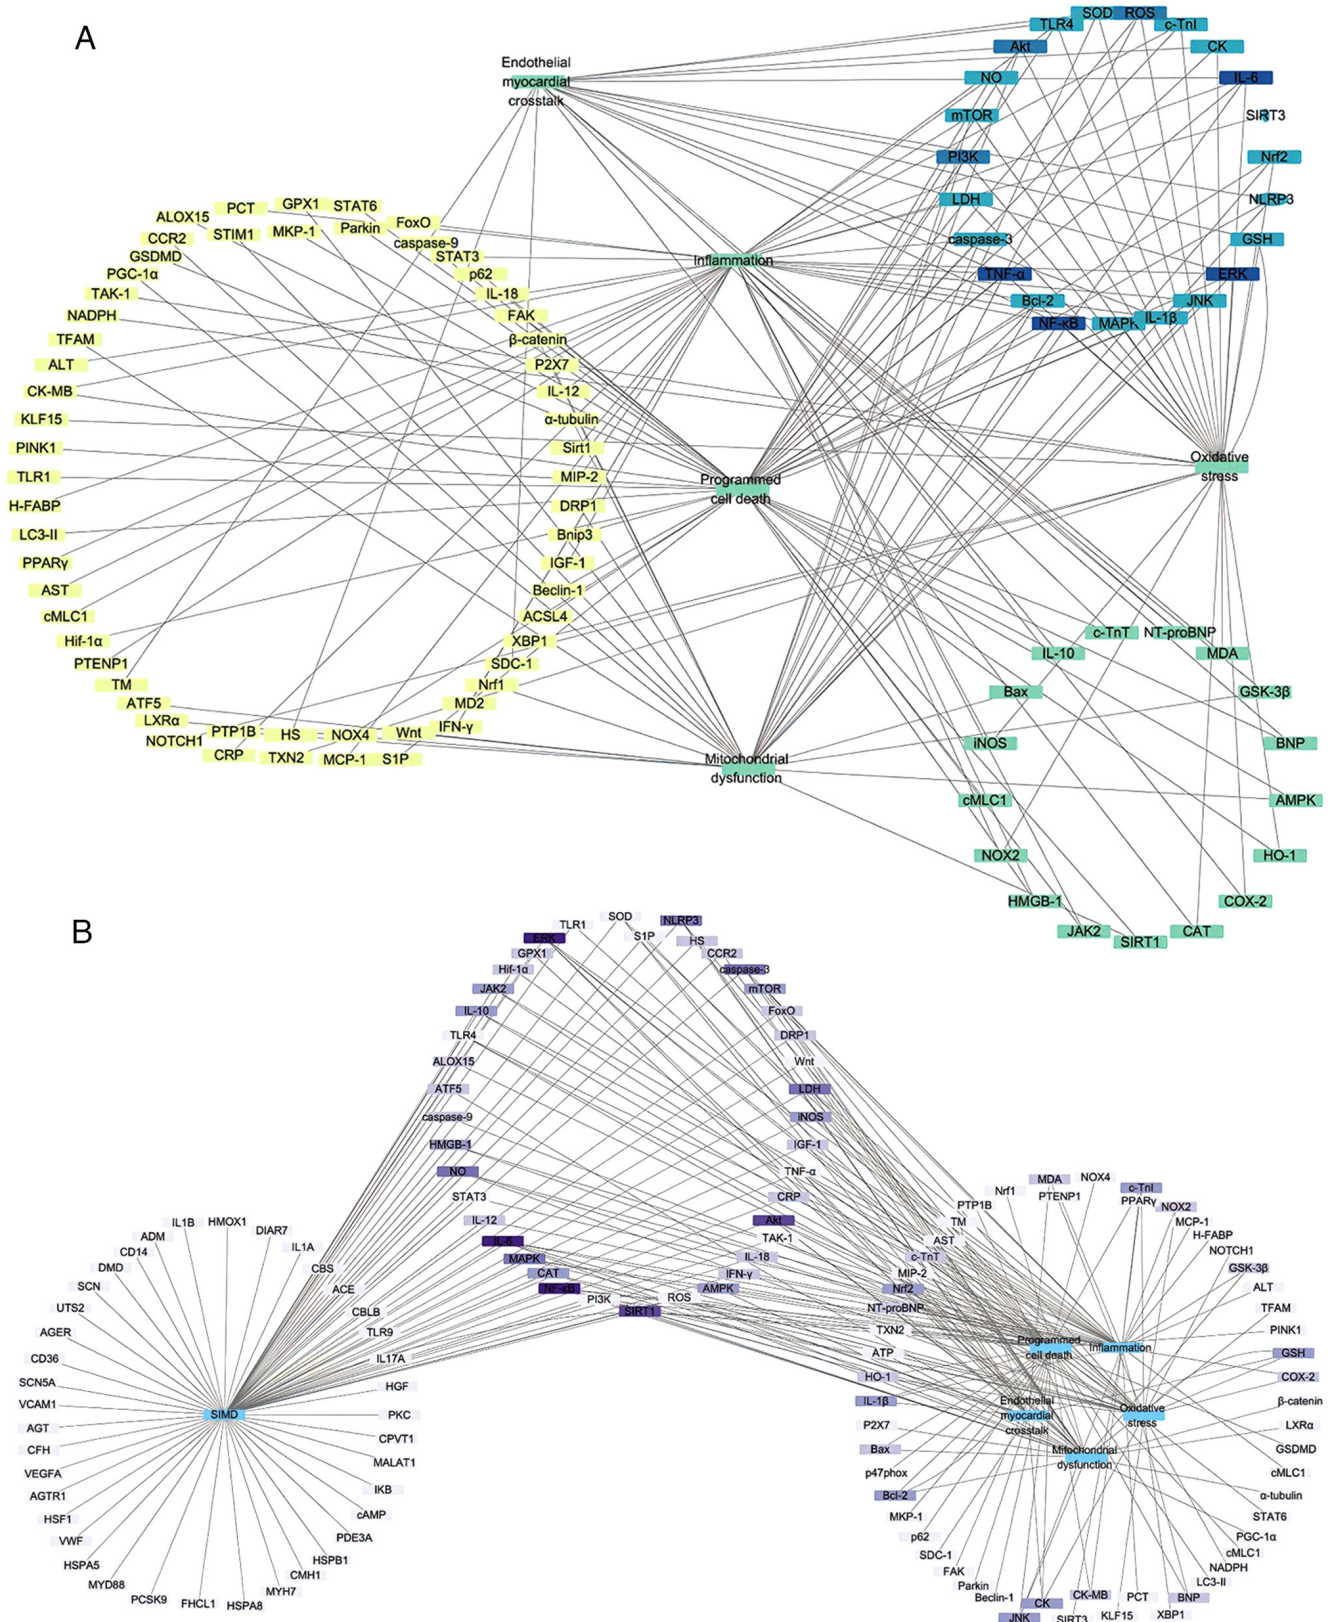 A
Endothelial
myocardial
crosstalk
SOD
ROS
TLR4
c-TnI
Akt
CK
NO
IL-6
mTOR
SIRT3
PI3K
Nrf2
LDH
NLRP3
caspase-3
GSH
Inflammation
TNF-α
ERK
Bcl-2
JNK
NF-κB
MAPK
IL-1β
ALOX15
PCT
GPX1
STAT6
FoxO
CCR2
STIM1
MKP-1
Parkin
caspase-9
GSDMD
STAT3
PGC-1α
p62
TAK-1
IL-18
NADPH
FAK
TFAM
β-catenin
ALT
P2X7
CK-MB
IL-12
KLF15
α-tubulin
PINK1
Sirt1
TLR1
MIP-2
H-FABP
DRP1
LC3-II
Bnip3
PPARγ
IGF-1
AST
Beclin-1
cMLC1
ACSL4
Hif-1α
XBP1
PTENP1
SDC-1
TM
Nrf1
ATF5
MD2
LXRα
IFN-γ
NOTCH1
PTP1B
HS
NOX4
Wnt
CRP
TXN2
MCP-1
S1P
Programmed
cell death
Oxidative
stress
Mitochondrial
dysfunction
c-TnT
NT-proBNP
IL-10
MDA
Bax
GSK-3β
iNOS
BNP
cMLC1
AMPK
NOX2
HO-1
HMGB-1
COX-2
JAK2
SIRT1
CAT
B
TLR1
SOD
NLRP3
ERK
S1P
HS
GPX1
CCR2
Hif-1α
caspase-3
JAK2
mTOR
IL-10
FoxO
TLR4
DRP1
ALOX15
Wnt
ATF5
LDH
caspase-9
iNOS
HMGB-1
IGF-1
NO
TNF-α
STAT3
CRP
IL-12
Akt
IL-6
TAK-1
MAPK
IL-18
CAT
IFN-γ
NF-κB
AMPK
PI3K
ROS
SIRT1
IL1B
HMOX1
DIAR7
ADM
IL1A
CD14
CBS
DMD
ACE
SCN
CBLB
UTS2
TLR9
AGER
IL17A
CD36
HGF
SCN5A
PKC
VCAM1
SIMD
CPVT1
AGT
MALAT1
CFH
IKB
VEGFA
cAMP
AGTR1
PDE3A
HSF1
HSPB1
VWF
CMH1
HSPA5
MYH7
MYD88
PCSK9
FHCL1
HSPA8
Nrf1
MDA
NOX4
c-TnI
PTENP1
PPARγ
PTP1B
NOX2
TM
MCP-1
AST
H-FABP
c-TnT
NOTCH1
MIP-2
GSK-3β
Nrf2
ALT
NT-proBNP
TFAM
TXN2
PINK1
ATP
Programmed
cell death
Inflammation
GSH
HO-1
COX-2
IL-1β
Endothelial
myocardial
crosstalk
Oxidative
stress
β-catenin
P2X7
LXRα
Bax
Mitochondrial
dysfunction
GSDMD
p47phox
cMLC1
Bcl-2
α-tubulin
MKP-1
STAT6
p62
PGC-1α
SDC-1
cMLC1
FAK
NADPH
Parkin
LC3-II
Beclin-1
CK
CK-MB
PCT
BNP
JNK
SIRT3
KLF15
XBP1